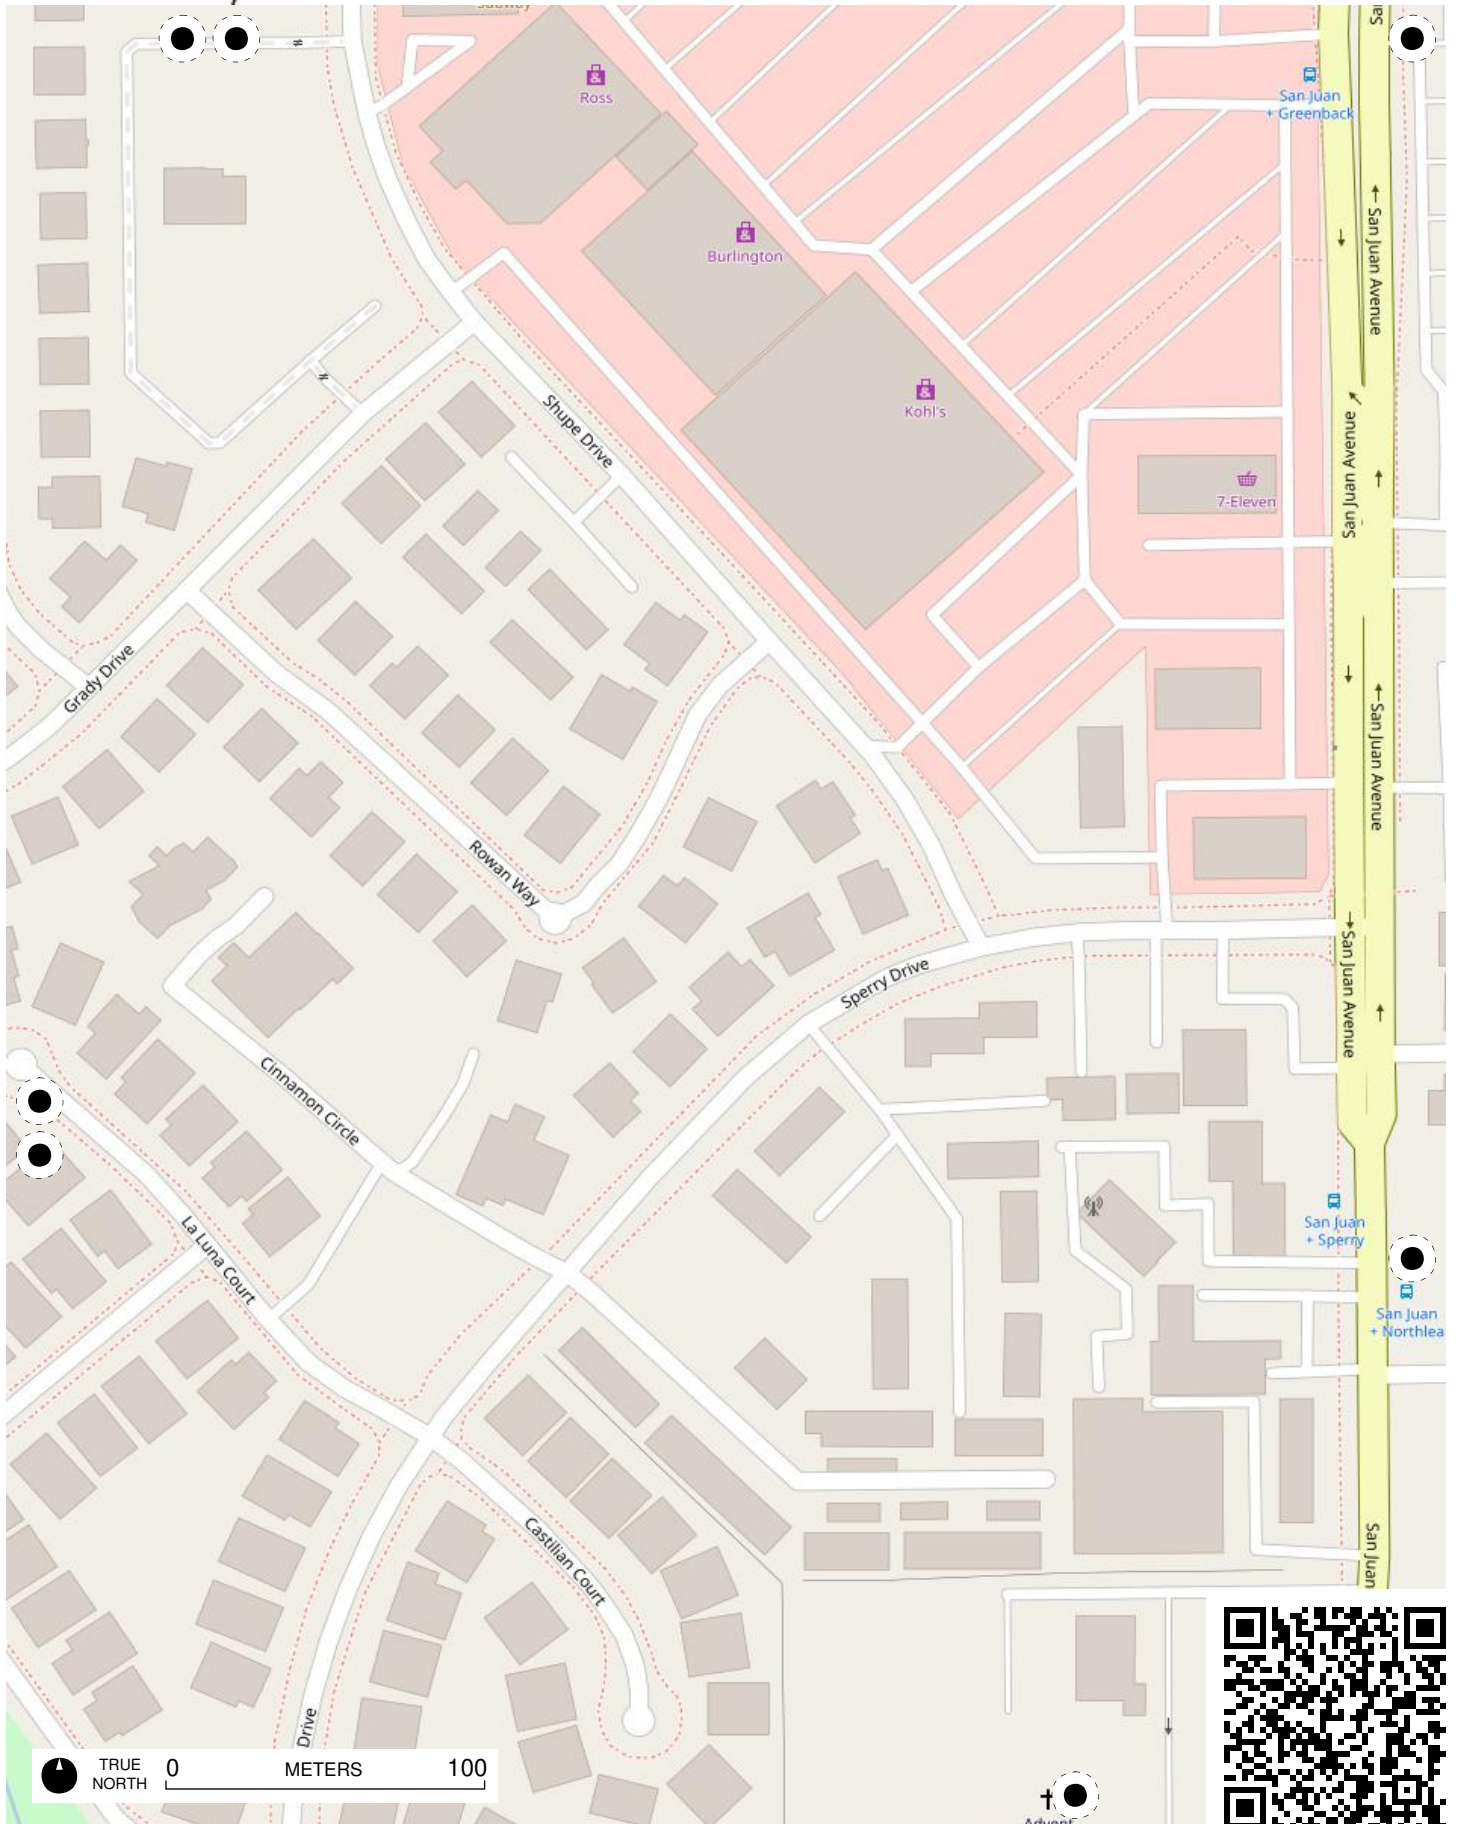 Ross
San Juan
+ Greenback
San Juan Avenue
Burlington
Kohl's
Shupe Drive
San Juan Avenue
7-Eleven
Grady Drive
San Juan Avenue
Rowan Way
Sperry Drive
San Juan Avenue
Cinnamon Circle
La Luna Court
San Juan
+ Sperry
San Juan
+ Northlea
Castilian Court
San Juan
Drive
TRUE
NORTH
0 METERS 100